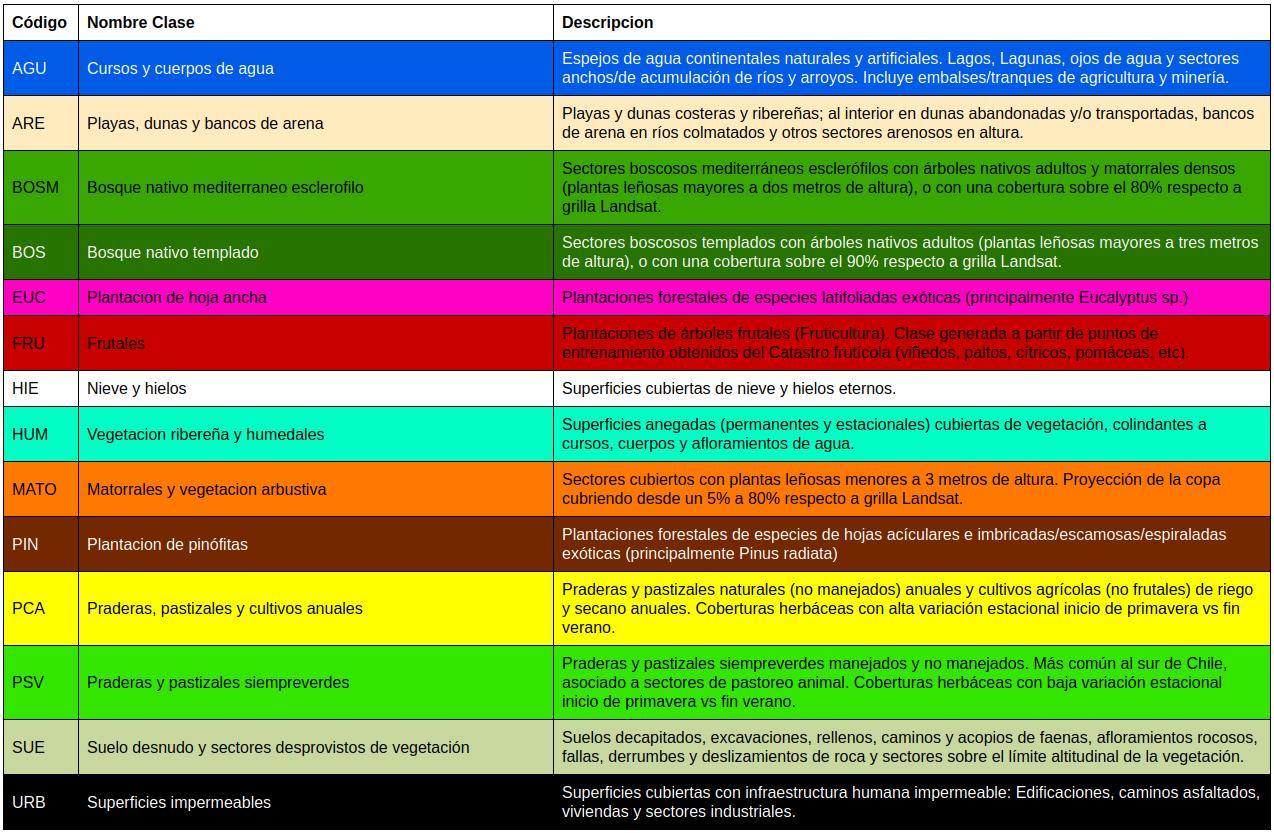 Código Nombre Clase Descripcion
AGU Cursos y cuerpos de agua Espejos de agua continentales naturales y artificiales. Lagos, Lagunas, ojos de agua y sectores
anchos/de acumulación de ríos y arroyos. Incluye embalses/tranques de agricultura y minería.
ARE Playas, dunas y bancos de arena Playas y dunas costeras y ribereñas; al interior en dunas abandonadas y/o transportadas, bancos
de arena en ríos colmatados y otros sectores arenosos en altura.
BOSM Bosque nativo mediterraneo esclerofilo Sectores boscosos mediterráneos esclerófilos con árboles nativos adultos y matorrales densos
(plantas leñosas mayores a dos metros de altura), o con una cobertura sobre el 80% respecto a
grilla Landsat.
BOS Bosque nativo templado Sectores boscosos templados con árboles nativos adultos (plantas leñosas mayores a tres metros
de altura), o con una cobertura sobre el 90% respecto a grilla Landsat.
EUC Plantacion de hoja ancha Plantaciones forestales de especies latifoliadas exóticas (principalmente Eucalyptus sp.)
FRU Frutales Plantaciones de árboles frutales (Fruticultura). Clase generada a partir de puntos de
entrenamiento obtenidos del Catastro frutícola (viñedos, paltos, cítricos, pomáceas, etc).
HIE Nieve y hielos Superficies cubiertas de nieve y hielos eternos.
HUM Vegetacion ribereña y humedales Superficies anegadas (permanentes y estacionales) cubiertas de vegetación, colindantes a
cursos, cuerpos y afloramientos de agua.
MATO Matorrales y vegetacion arbustiva Sectores cubiertos con plantas leñosas menores a 3 metros de altura. Proyección de la copa
cubriendo desde un 5% a 80% respecto a grilla Landsat.
PIN Plantacion de pinófitas Plantaciones forestales de especies de hojas acículares e imbricadas/escamosas/espiraladas
exóticas (principalmente Pinus radiata)
PCA Praderas, pastizales y cultivos anuales Praderas y pastizales naturales (no manejados) anuales y cultivos agrícolas (no frutales) de riego
y secano anuales. Coberturas herbáceas con alta variación estacional inicio de primavera vs fin
verano.
PSV Praderas y pastizales siempreverdes Praderas y pastizales siempreverdes manejados y no manejados. Más común al sur de Chile,
asociado a sectores de pastoreo animal. Coberturas herbáceas con baja variación estacional
inicio de primavera vs fin verano.
SUE Suelo desnudo y sectores desprovistos de vegetación Suelos decapitados, excavaciones, rellenos, caminos y acopios de faenas, afloramientos rocosos,
fallas, derrumbes y deslizamientos de roca y sectores sobre el límite altitudinal de la vegetación.
URB Superficies impermeables Superficies cubiertas con infraestructura humana impermeable: Edificaciones, caminos asfaltados,
viviendas y sectores industriales.